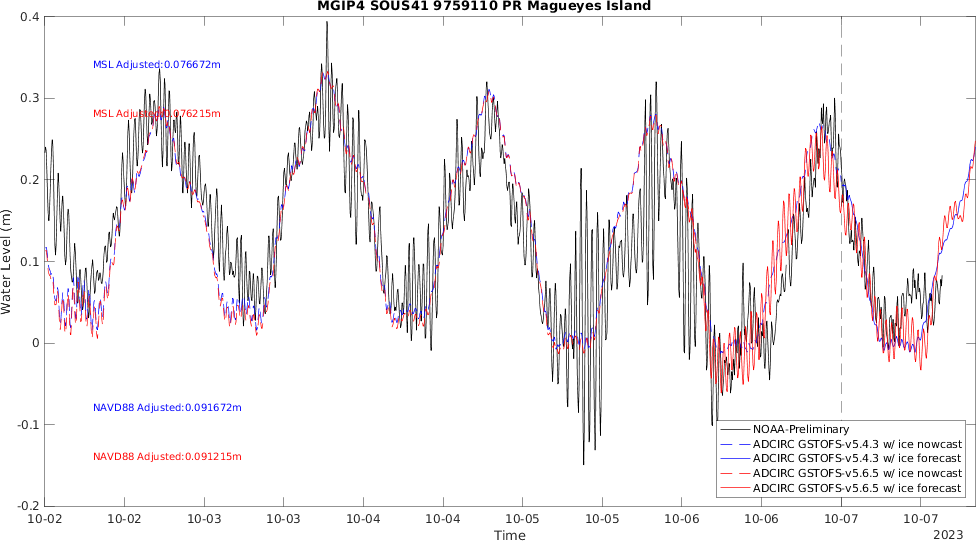 MGIP4 SOUS41 9759110 PR Magueyes Island
0.4
0.3
0.2
0.1
0
-0.1
-0.2
Water Level (m)
MSL Adjusted:0.076672m
MSL Adjusted:0.076215m
NAVD88 Adjusted:0.091672m
NAVD88 Adjusted:0.091215m
NOAA-Preliminary
ADCIRC GSTOFS-v5.4.3 w/ ice nowcast
ADCIRC GSTOFS-v5.4.3 w/ ice forecast
ADCIRC GSTOFS-v5.6.5 w/ ice nowcast
ADCIRC GSTOFS-v5.6.5 w/ ice forecast
10-02 10-02 10-03 10-03 10-04 10-04 10-05 10-05 10-06 10-06 10-07 10-07
2023
Time